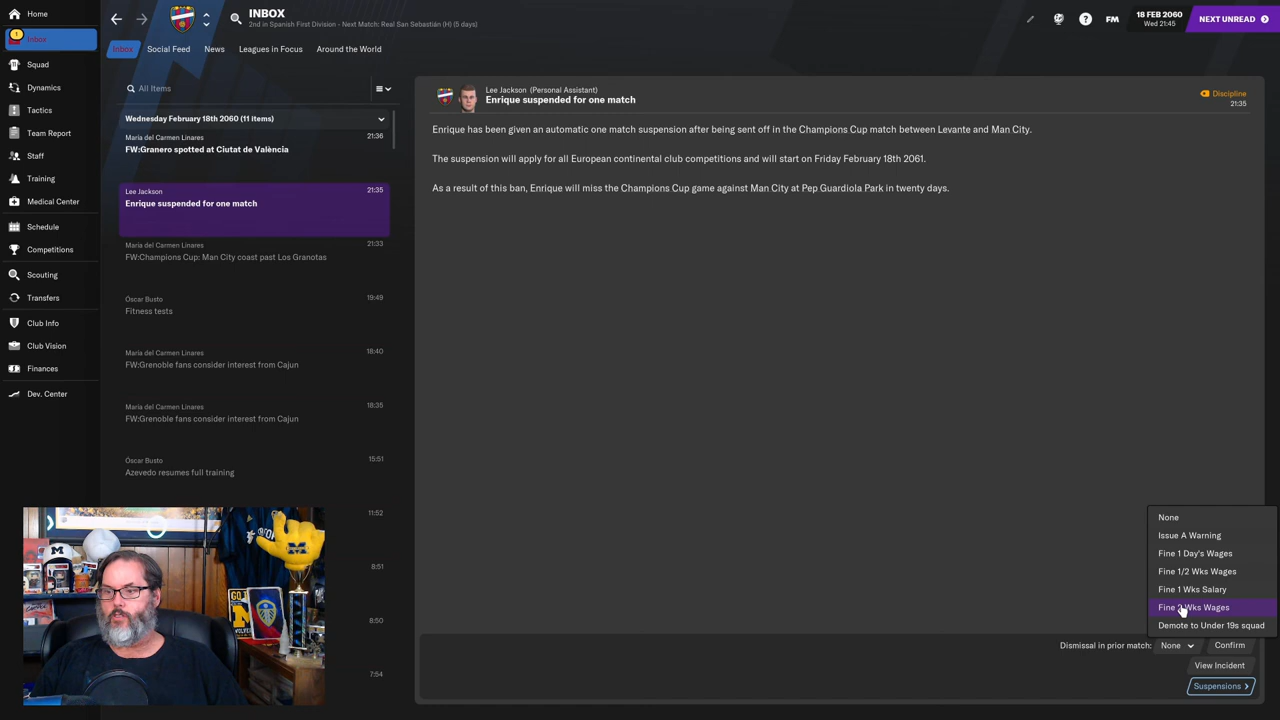 Home
INBOX
2nd in Spanish First Division - Next Match: Real San Sebastián (H) (5 days)
FM
18 FEB 2060
Wed 21:45
NEXT UNREAD
1
Inbox
Squad
Dynamics
Tactics
Team Report
Staff
Training
Medical Center
Schedule
Competitions
Scouting
Transfers
Club Info
Club Vision
Finances
Dev. Center
Inbox
Social Feed
News
Leagues in Focus
Around the World
All Items
Wednesday February 18th 2060 (11 Items)
María del Carmen Linares
21:36
FW:Granero spotted at Ciutat de València
Lee Jackson
21:35
Enrique suspended for one match
María del Carmen Linares
21:33
FW:Champions Cup: Man City coast past Los Granotas
Óscar Busto
19:49
Fitness tests
María del Carmen Linares
18:40
FW:Grenoble fans consider interest from Cajun
María del Carmen Linares
18:35
FW:Grenoble fans consider interest from Cajun
Óscar Busto
15:51
Azevedo resumes full training
11:52
8:51
8:50
7:54
Lee Jackson (Personal Assistant)
Enrique suspended for one match
Discipline
21:35
Enrique has been given an automatic one match suspension after being sent off in the Champions Cup match between Levante and Man City.
The suspension will apply for all European continental club competitions and will start on Friday February 18th 2061.
As a result of this ban, Enrique will miss the Champions Cup game against Man City at Pep Guardiola Park in twenty days.
None
Issue A Warning
Fine 1 Day's Wages
Fine 1/2 Wks Wages
Fine 1 Wks Salary
Fine 2 Wks Wages
Demote to Under 19s squad
Dismissal in prior match:
None
Confirm
View Incident
Suspensions
M
GO